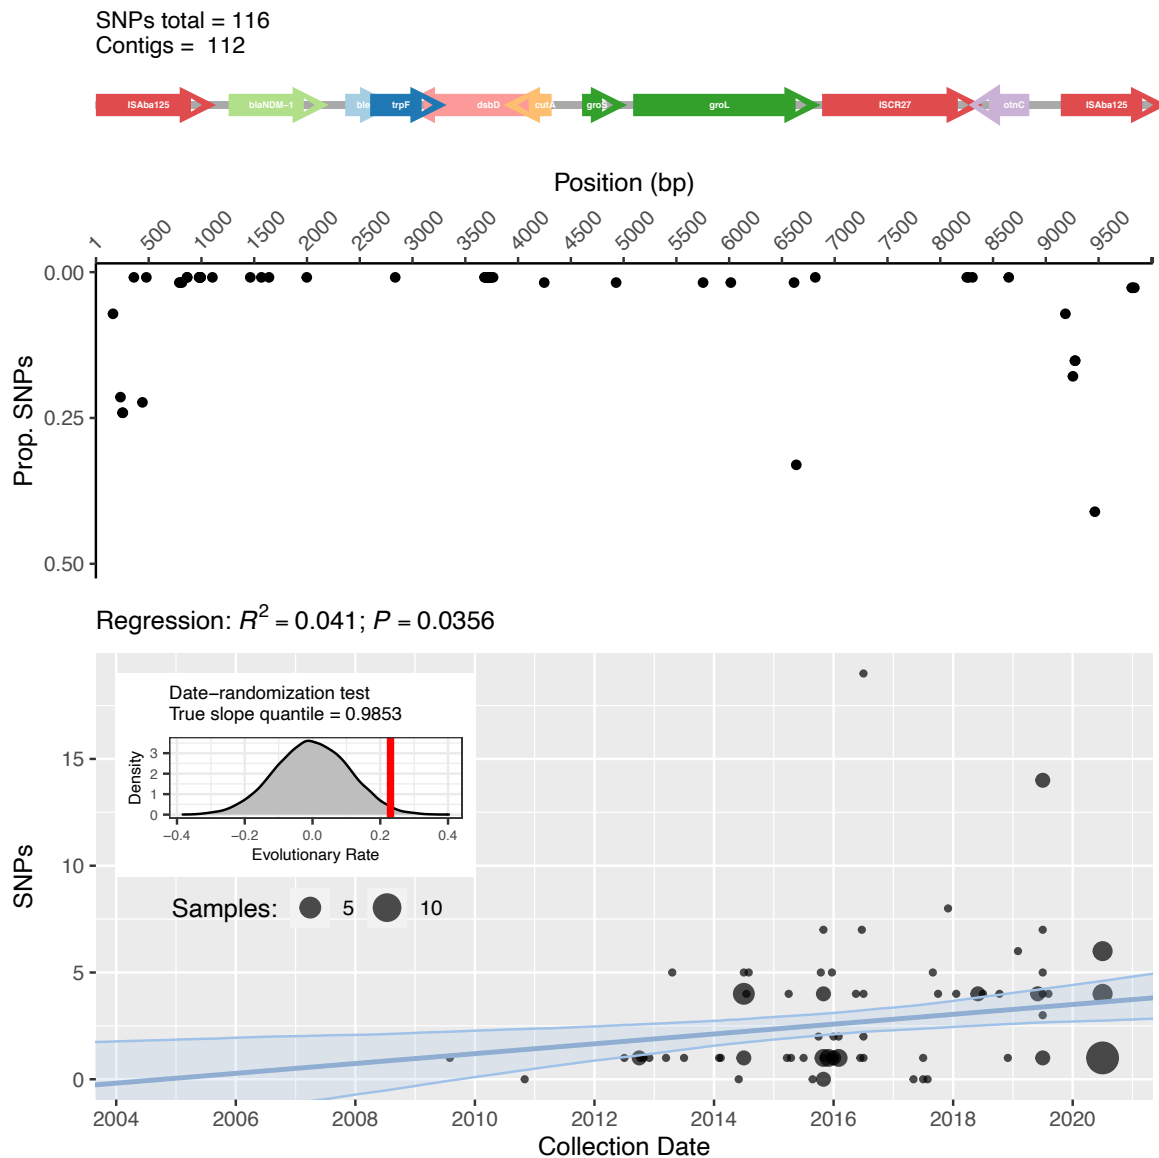 SNPs total = 116
Contigs = 112
ISAba125 blaNDM−1 ble trpF dsbD cutA groS groL ISCR27 otnC ISAba125
Position (bp)
1 500 1000 1500 2000 2500 3000 3500 4000 4500 5000 5500 6000 6500 7000 7500 8000 8500 9000 9500
Prop. SNPs
0.00
0.25
0.50
Regression: R² = 0.041; P = 0.0356
Date−randomization test
True slope quantile = 0.9853
Density
3
2
1
0
−0.4 −0.2 0.0 0.2 0.4
Evolutionary Rate
Samples: 5 10
SNPs
15
10
5
0
2004 2006 2008 2010 2012 2014 2016 2018 2020
Collection Date